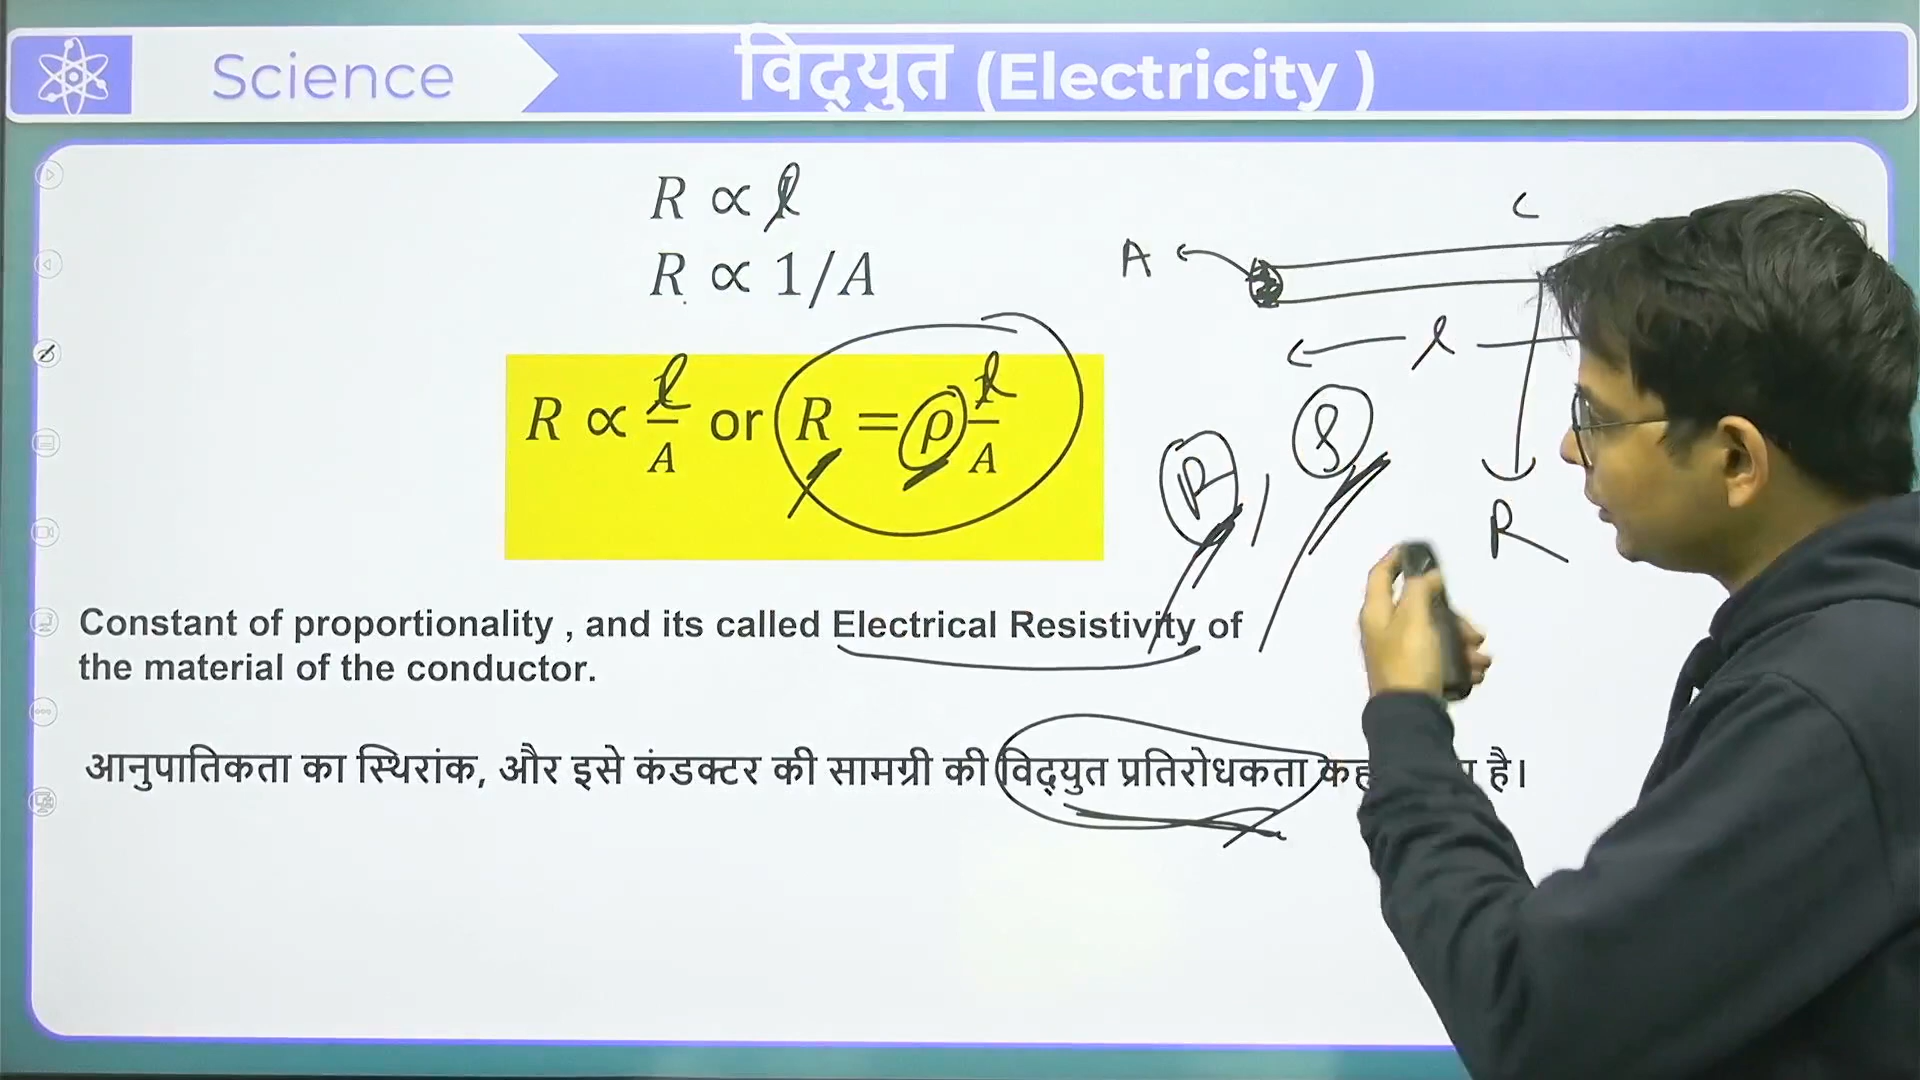 Science
विद्युत (Electricity )
R ∝ l
R ∝ 1/A
C
A
l
R ∝ l/A or R = ρ l/A
R , ρ
R
Constant of proportionality , and its called Electrical Resistivity of
the material of the conductor.
आनुपातिकता का स्थिरांक, और इसे कंडक्टर की सामग्री की विद्युत प्रतिरोधकता है।